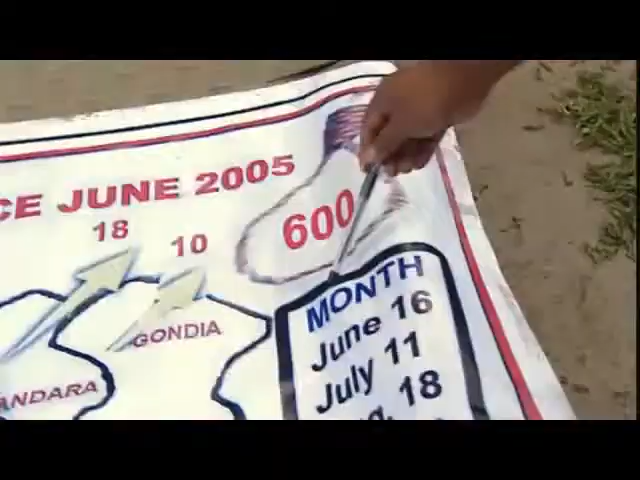 CE JUNE 2005
18
10
600
GONDIA
ANDARA
MONTH
June 16
July 11
18